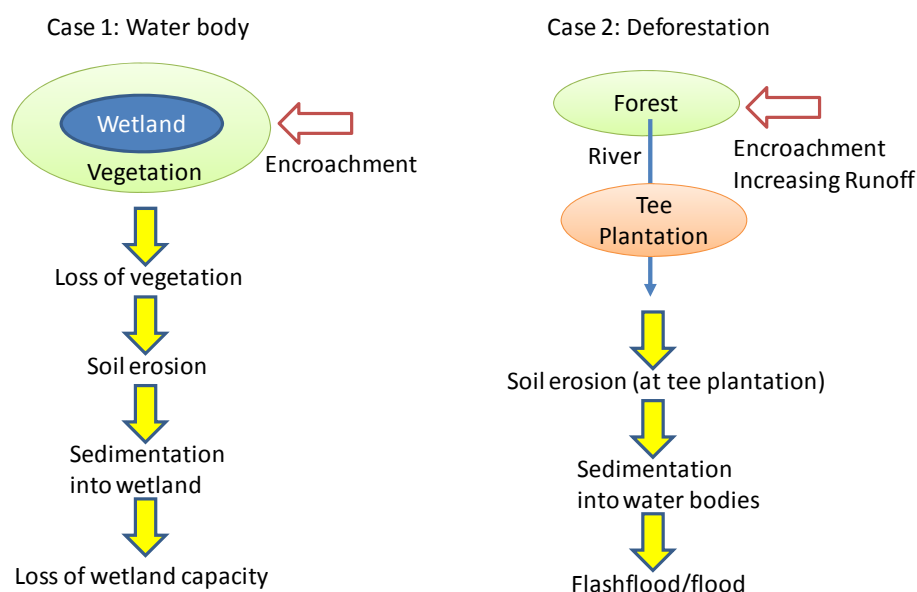 Case 1: Water body
Wetland
Vegetation
Encroachment
Loss of vegetation
Soil erosion
Sedimentation
into wetland
Loss of wetland capacity
Case 2: Deforestation
Forest
River
Encroachment
Increasing Runoff
Tee
Plantation
Soil erosion (at tee plantation)
Sedimentation
into water bodies
Flashflood/flood